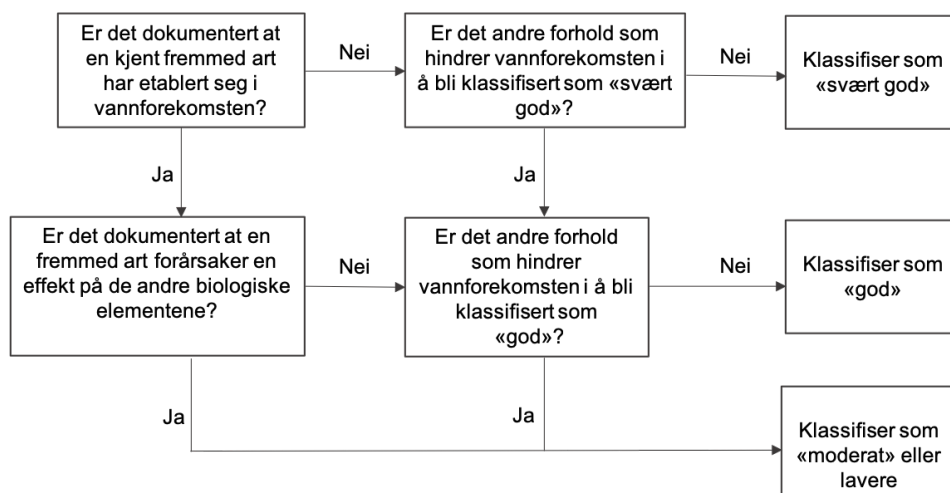 Er det dokumentert at
en kjent fremmed art
har etablert seg i
vannforekomsten?
Nei
Er det andre forhold som
hindrer vannforekomsten i
å bli klassifisert som «svært
god»?
Nei
Klassifiser som
«svært god»
Ja
Ja
Er det dokumentert at en
fremmed art forårsaker en
effekt på de andre biologiske
elementene?
Nei
Er det andre forhold
som hindrer
vannforekomsten i å bli
klassifisert som
«god»?
Nei
Klassifiser som
«god»
Ja
Ja
Klassifiser som
«moderat» eller
lavere